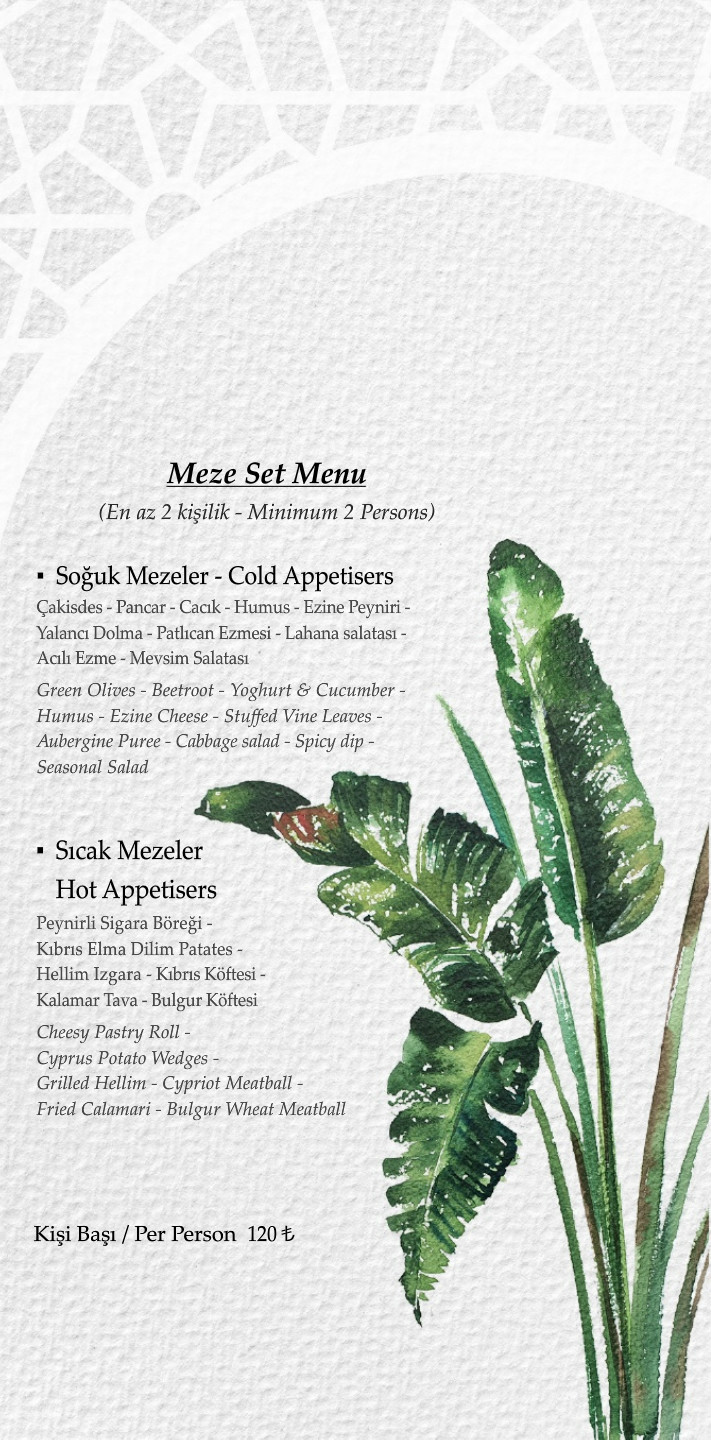 Meze Set Menu
(En az 2 kişilik - Minimum 2 Persons)
▪ Soğuk Mezeler - Cold Appetisers
Çakisdes - Pancar - Cacık - Humus - Ezine Peyniri -
Yalancı Dolma - Patlıcan Ezmesi - Lahana salatası -
Acılı Ezme - Mevsim Salatası
Green Olives - Beetroot - Yoghurt & Cucumber -
Humus - Ezine Cheese - Stuffed Vine Leaves -
Aubergine Puree - Cabbage salad - Spicy dip -
Seasonal Salad
▪ Sıcak Mezeler
Hot Appetisers
Peynirli Sigara Böreği -
Kıbrıs Elma Dilim Patates -
Hellim Izgara - Kıbrıs Köftesi -
Kalamar Tava - Bulgur Köftesi
Cheesy Pastry Roll -
Cyprus Potato Wedges -
Grilled Hellim - Cypriot Meatball -
Fried Calamari - Bulgur Wheat Meatball
Kişi Başı / Per Person 120 ₺